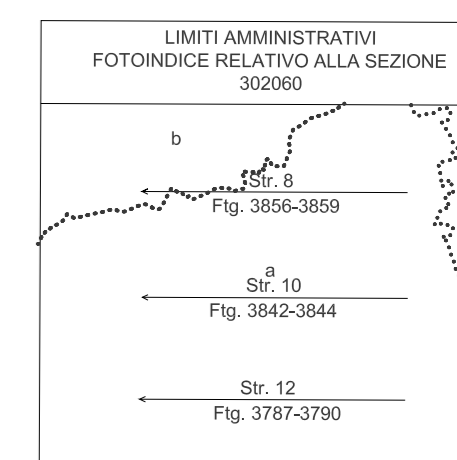 LIMITI AMMINISTRATIVI
FOTOINDICE RELATIVO ALLA SEZIONE
302060
b
Str. 8
Ftg. 3856-3859
a
Str. 10
Ftg. 3842-3844
Str. 12
Ftg. 3787-3790